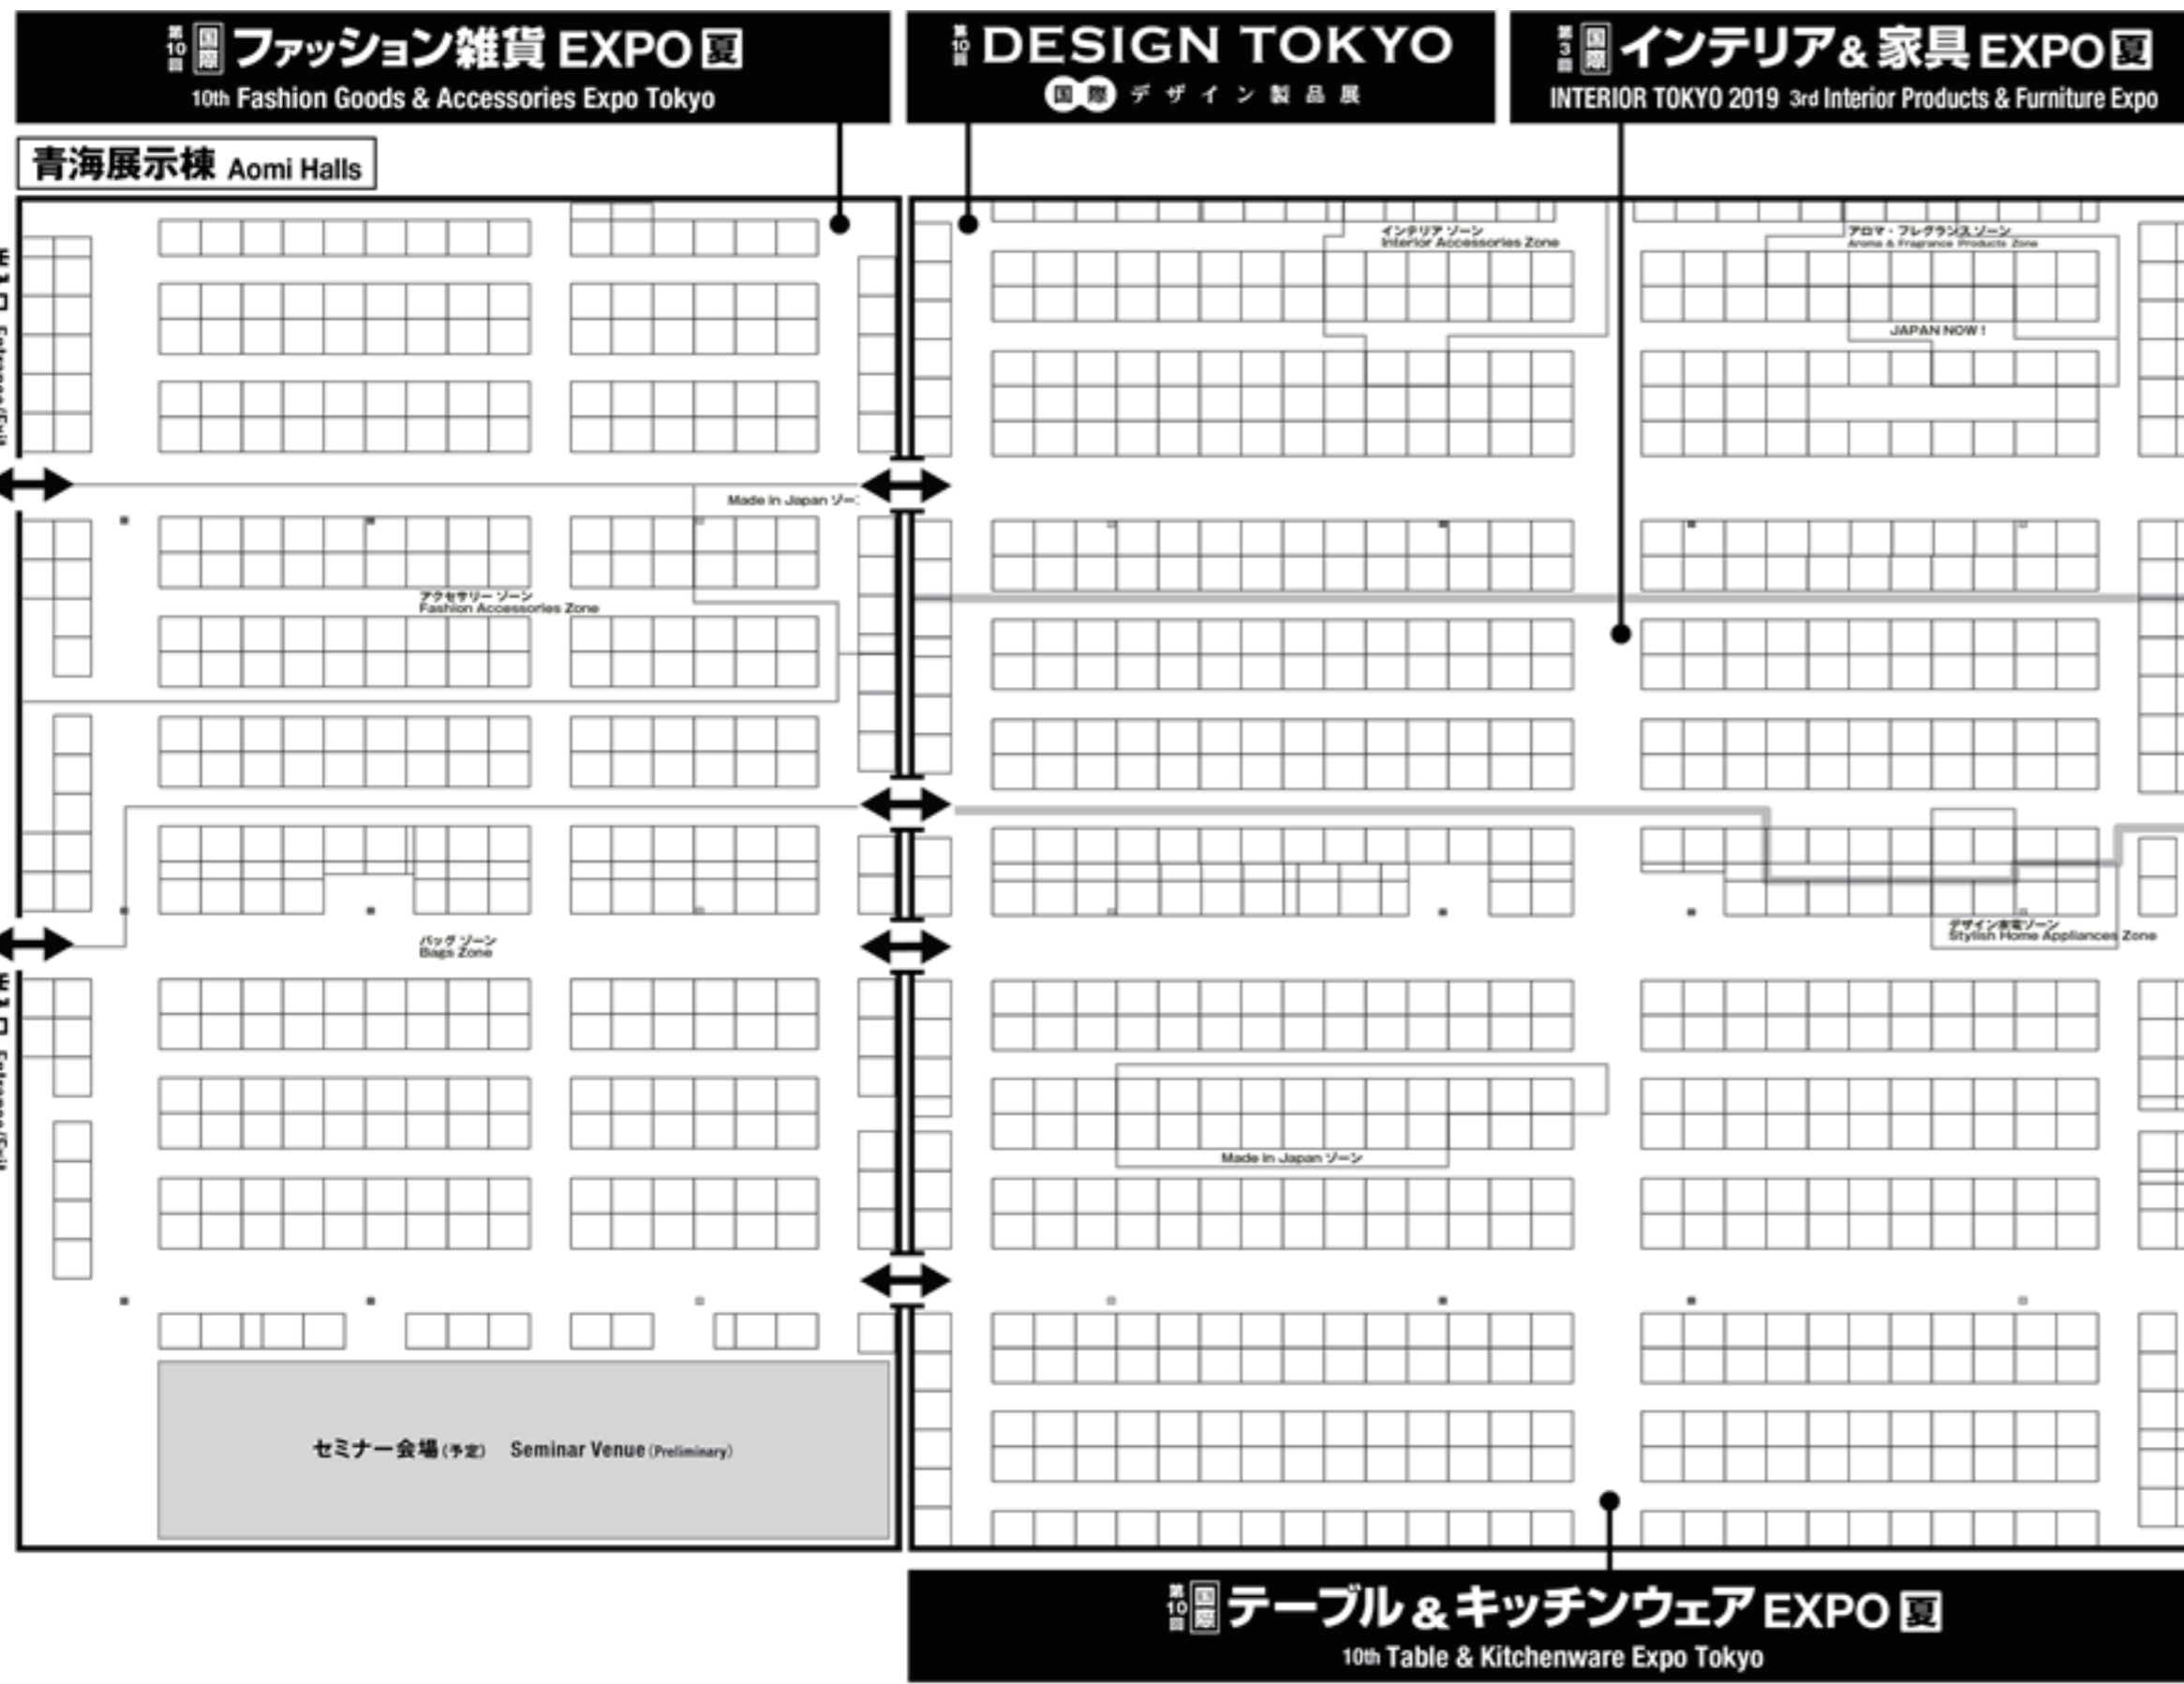 第10回 国際 ファッション雑貨 EXPO 夏
10th Fashion Goods & Accessories Expo Tokyo
第10回 DESIGN TOKYO
国際 デザイン製品展
第3回 国際 インテリア & 家具 EXPO 夏
INTERIOR TOKYO 2019 3rd Interior Products & Furniture Expo
青海展示棟 Aomi Halls
インテリア ゾーン
Interior Accessories Zone
アロマ・フレグランス ゾーン
Aroma & Fragrance Products Zone
JAPAN NOW !
Made in Japan ゾー
アクセサリー ゾーン
Fashion Accessories Zone
バッグ ゾーン
Bags Zone
デザイン家電ゾーン
Stylish Home Appliances Zone
Made in Japan ゾーン
セミナー会場 (予定) Seminar Venue (Preliminary)
第10回 国際 テーブル & キッチンウェア EXPO 夏
10th Table & Kitchenware Expo Tokyo